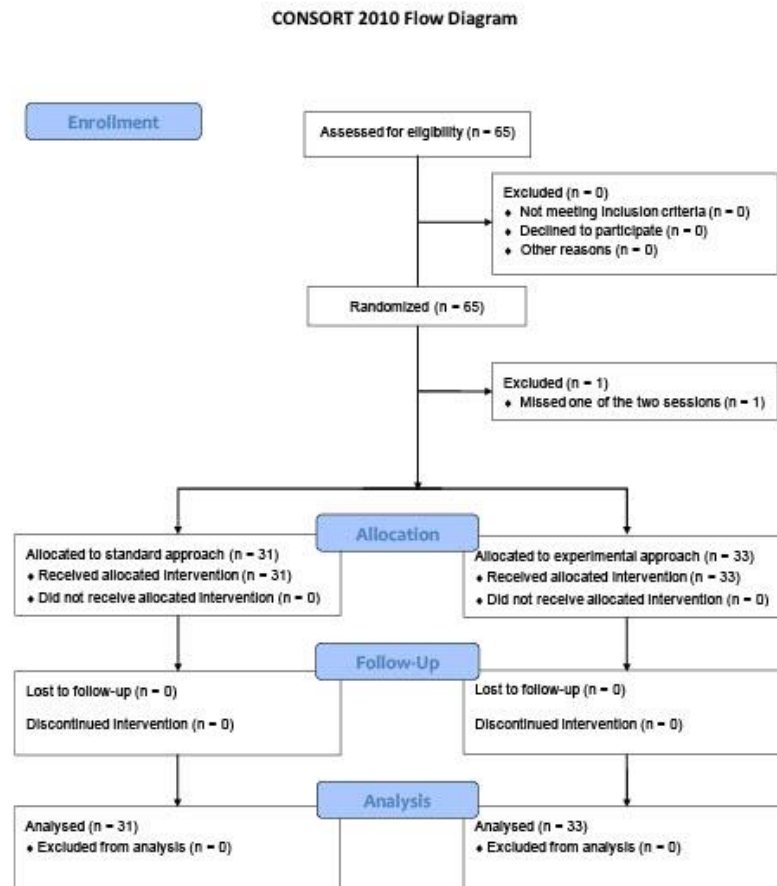 CONSORT 2010 Flow Diagram
Enrollment
Assessed for eligibility (n = 65)
Excluded (n = 0)
♦ Not meeting inclusion criteria (n = 0)
♦ Declined to participate (n = 0)
♦ Other reasons (n = 0)
Randomized (n = 65)
Excluded (n = 1)
♦ Missed one of the two sessions (n = 1)
Allocation
Allocated to standard approach (n = 31)
♦ Received allocated intervention (n = 31)
♦ Did not receive allocated intervention (n = 0)
Allocated to experimental approach (n = 33)
♦ Received allocated intervention (n = 33)
♦ Did not receive allocated intervention (n = 0)
Follow-Up
Lost to follow-up (n = 0)
Discontinued intervention (n = 0)
Lost to follow-up (n = 0)
Discontinued intervention (n = 0)
Analysis
Analysed (n = 31)
♦ Excluded from analysis (n = 0)
Analysed (n = 33)
♦ Excluded from analysis (n = 0)